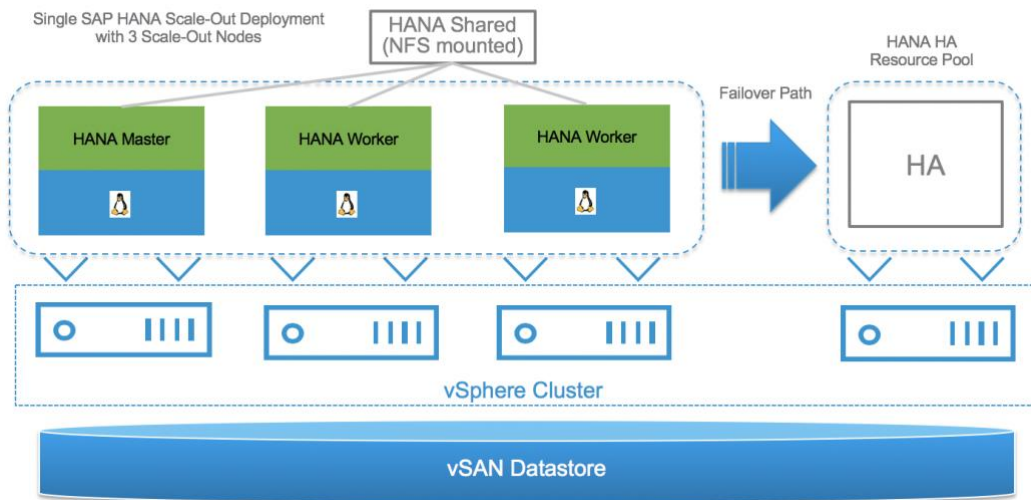 Single SAP HANA Scale-Out Deployment
with 3 Scale-Out Nodes
HANA Shared
(NFS mounted)
HANA HA
Resource Pool
HANA Master
HANA Worker
HANA Worker
Failover Path
HA
vSphere Cluster
vSAN Datastore